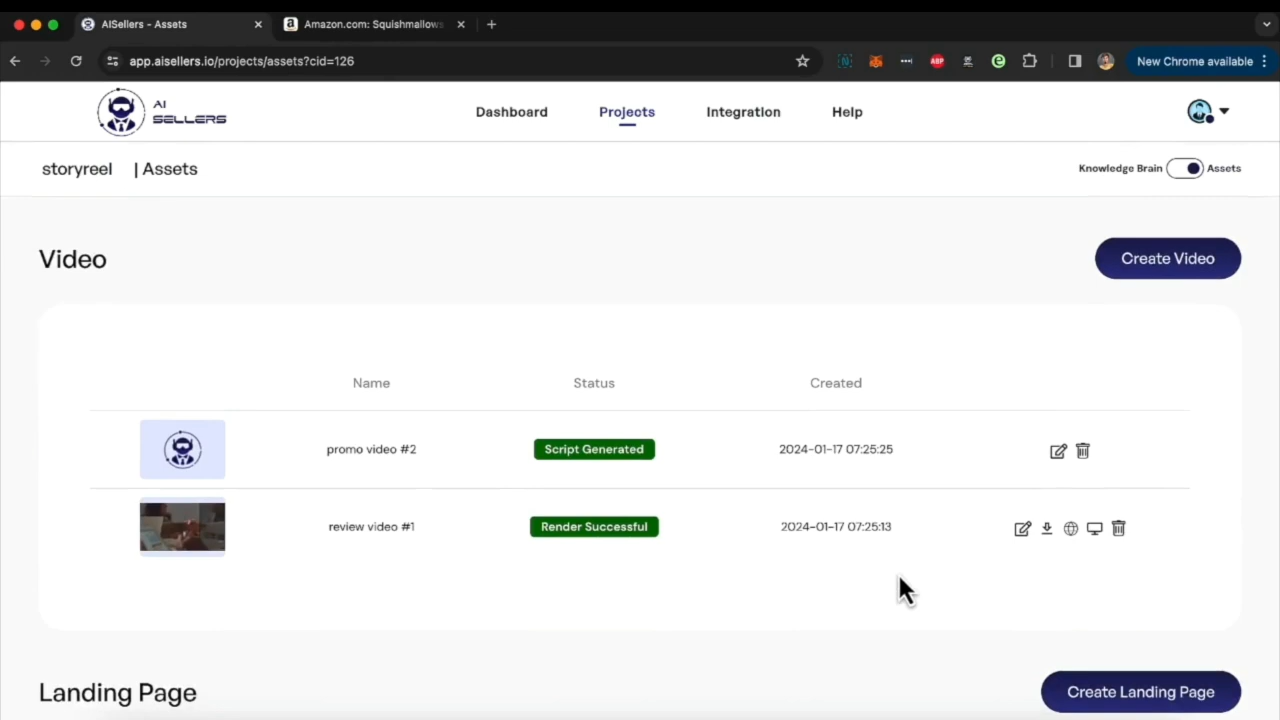 AISellers - Assets
Amazon.com: Squishmallows
app.aisellers.io/projects/assets?cid=126
ABP
New Chrome available
AI
SELLERS
Dashboard
Projects
Integration
Help
storyreel | Assets
Knowledge Brain
Assets
Video
Create Video
Name
Status
Created
promo video #2
Script Generated
2024-01-17 07:25:25
review video #1
Render Successful
2024-01-17 07:25:13
Landing Page
Create Landing Page